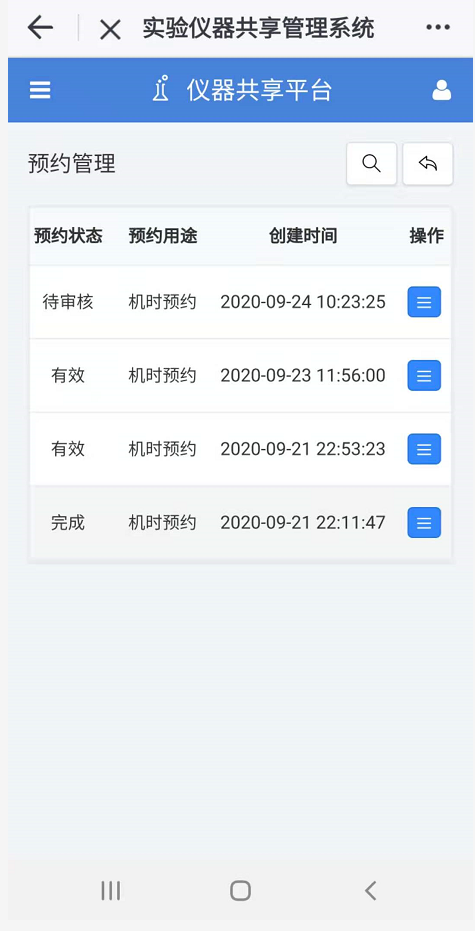 实验仪器共享管理系统
仪器共享平台
预约管理
预约状态 预约用途 创建时间 操作
待审核 机时预约 2020-09-24 10:23:25
有效 机时预约 2020-09-23 11:56:00
有效 机时预约 2020-09-21 22:53:23
完成 机时预约 2020-09-21 22:11:47